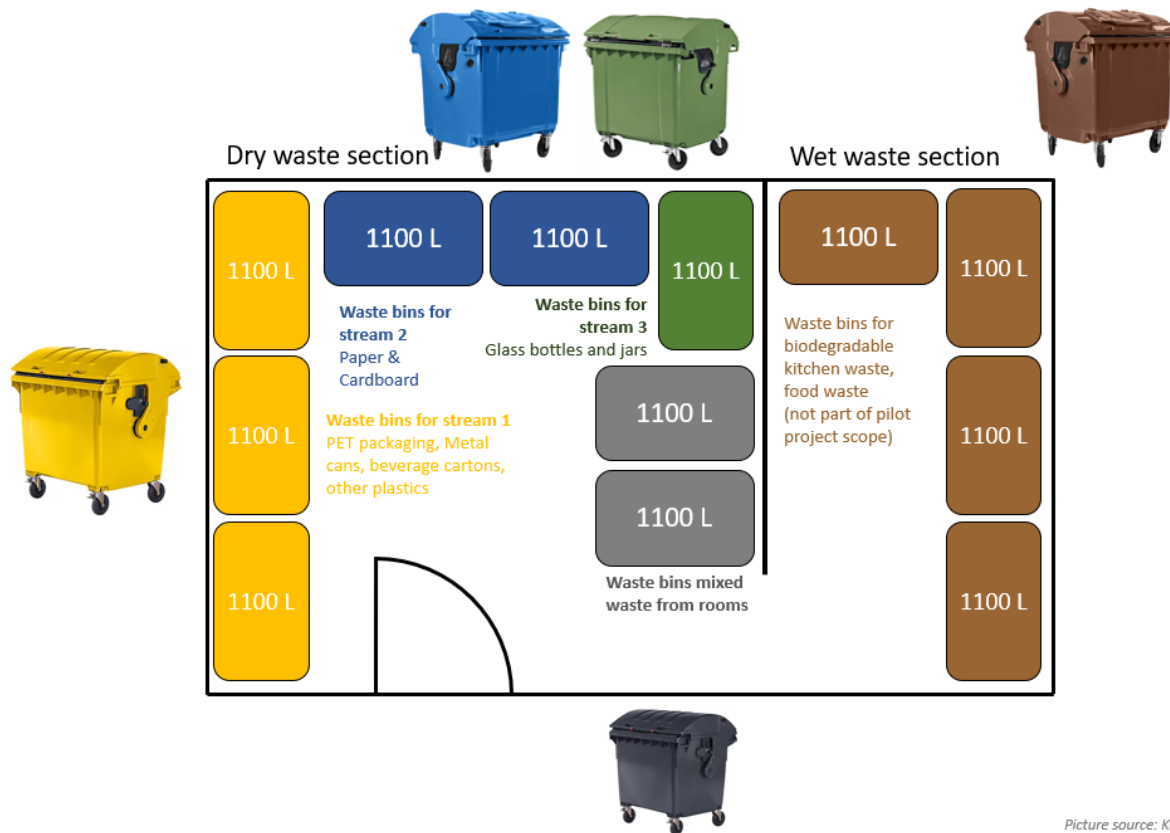 Dry waste section
Wet waste section
1100 L
1100 L
1100 L
1100 L
1100 L
1100 L
1100 L
Waste bins for
stream 2
Paper &
Cardboard
Waste bins for
stream 3
Glass bottles and jars
Waste bins for
biodegradable
kitchen waste,
food waste
(not part of pilot
project scope)
1100 L
1100 L
1100 L
Waste bins for stream 1
PET packaging, Metal
cans, beverage cartons,
other plastics
1100 L
1100 L
Waste bins mixed
waste from rooms
1100 L
Picture source: K